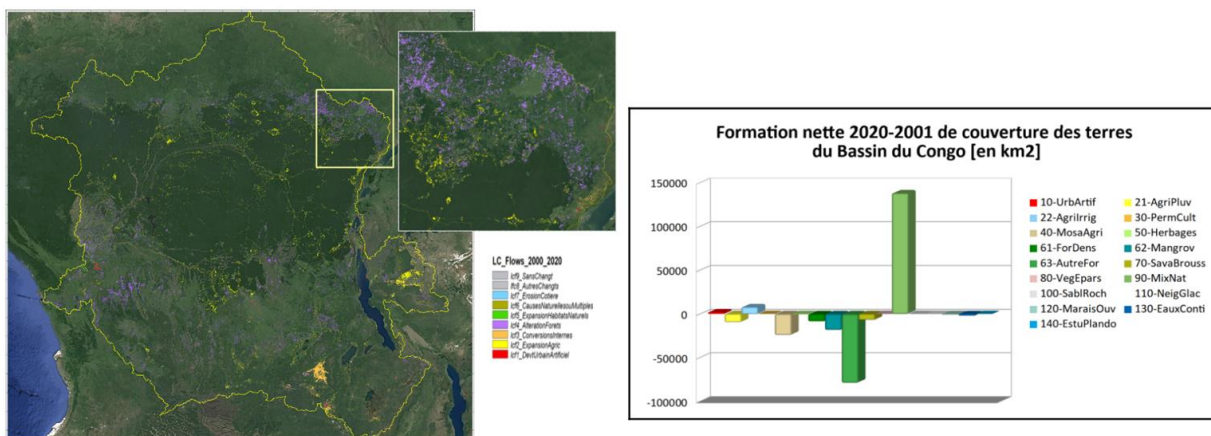 LC_Flows_2000_2020
lcf9_SansChangt
lfc8_AutresChangts
lcf7_ErosionCotiere
lcf6_CausesNaturellesouMultiples
lcf5_ExpansionHabitatsNaturels
lcf4_AlterationForets
lcf3_ConversionsInternes
lcf2_ExpansionAgric
lcf1_DevltUrbainArtificiel
Formation nette 2020-2001 de couverture des terres
du Bassin du Congo [en km2]
150000
100000
50000
0
-50000
-100000
10-UrbArtif 21-AgriPluv
22-AgriIrrig 30-PermCult
40-MosaAgri 50-Herbages
61-ForDens 62-Mangrov
63-AutreFor 70-SavaBrouss
80-VegEpars 90-MixNat
100-SablRoch 110-NeigGlac
120-MaraisOuv 130-EauxConti
140-EstuPlando